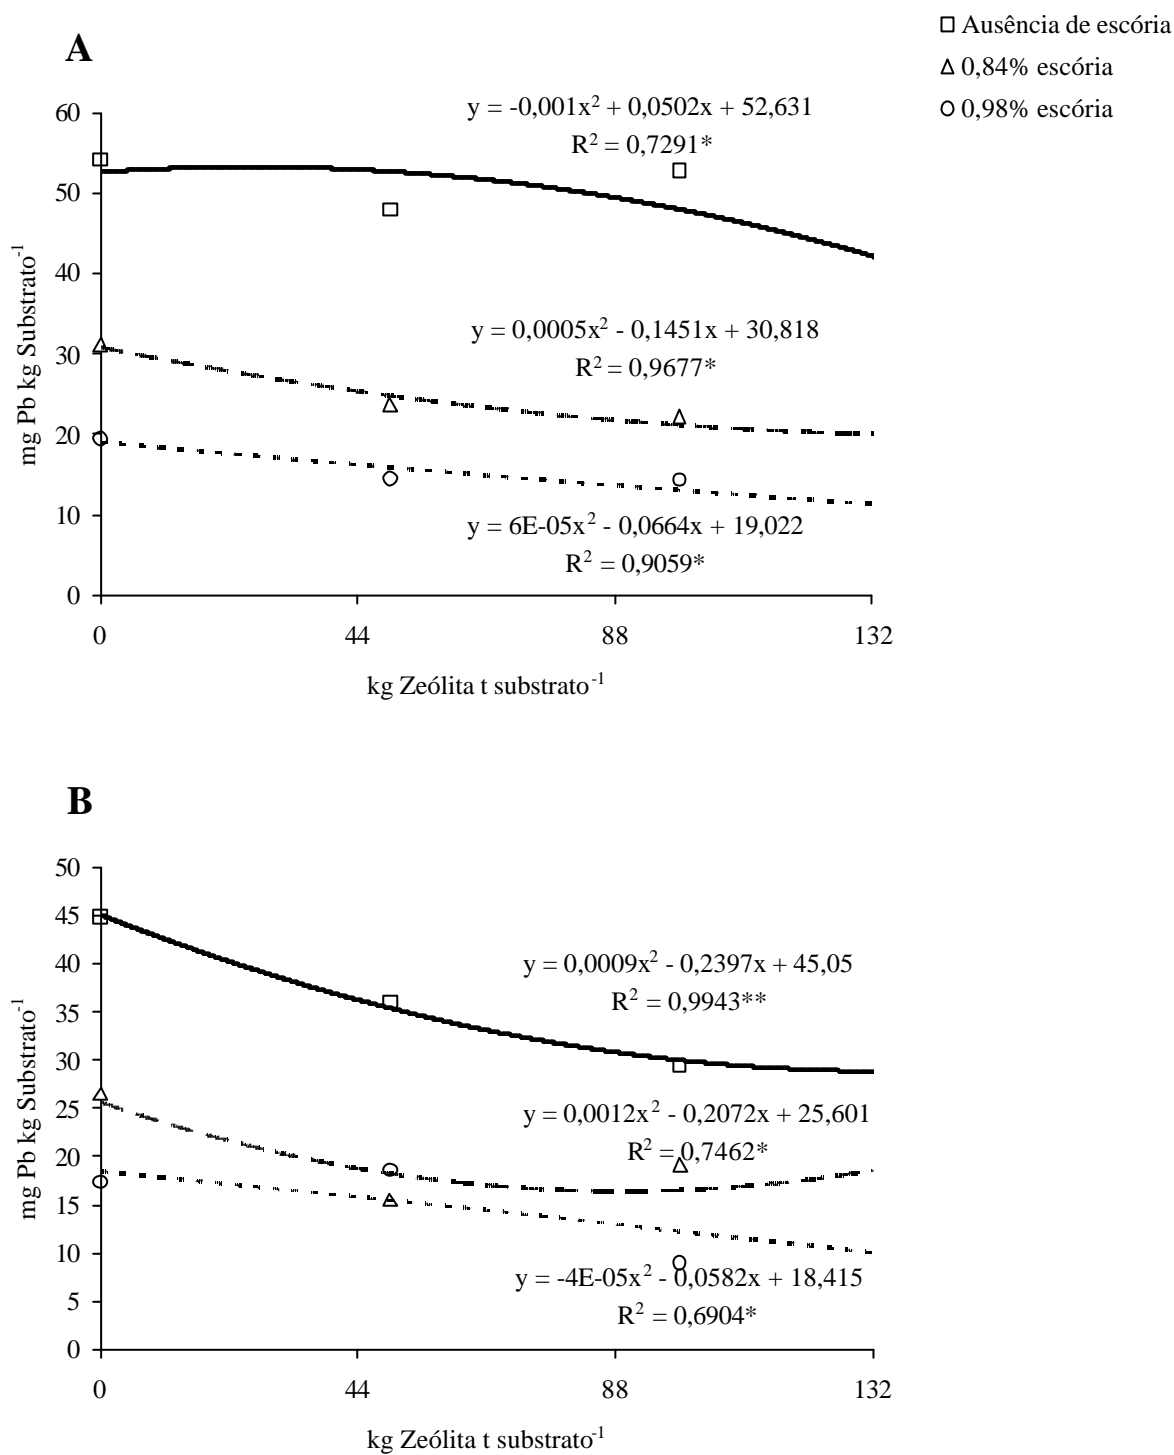 Ausência de escória
0,84% escória
0,98% escória
A
y = -0,001x² + 0,0502x + 52,631
R² = 0,7291*
y = 0,0005x² - 0,1451x + 30,818
R² = 0,9677*
y = 6E-05x² - 0,0664x + 19,022
R² = 0,9059*
60
50
40
30
20
10
0
mg Pb kg Substrato⁻¹
0 44 88 132
kg Zeólita t substrato⁻¹
B
y = 0,0009x² - 0,2397x + 45,05
R² = 0,9943**
y = 0,0012x² - 0,2072x + 25,601
R² = 0,7462*
y = -4E-05x² - 0,0582x + 18,415
R² = 0,6904*
50
45
40
35
30
25
20
15
10
5
0
mg Pb kg Substrato⁻¹
0 44 88 132
kg Zeólita t substrato⁻¹